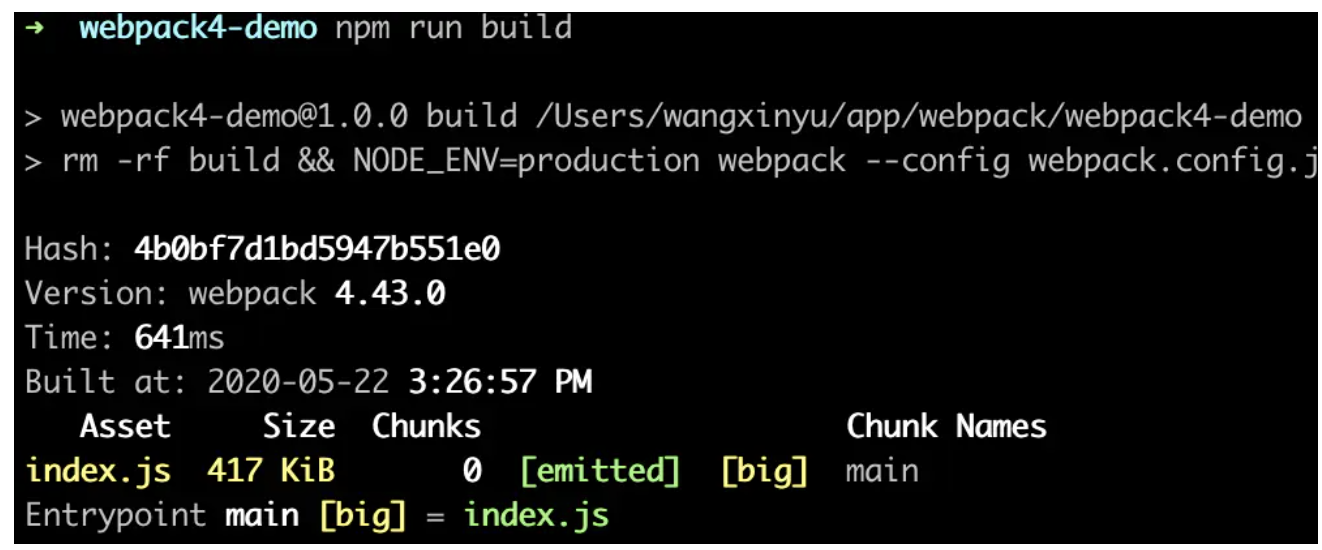 ➜  webpack4-demo npm run build
> webpack4-demo@1.0.0 build /Users/wangxinyu/app/webpack/webpack4-demo
> rm -rf build && NODE_ENV=production webpack --config webpack.config.j
Hash: 4b0bf7d1bd5947b551e0
Version: webpack 4.43.0
Time: 641ms
Built at: 2020-05-22 3:26:57 PM
Asset Size Chunks Chunk Names
index.js 417 KiB 0 [emitted] [big] main
Entrypoint main [big] = index.js